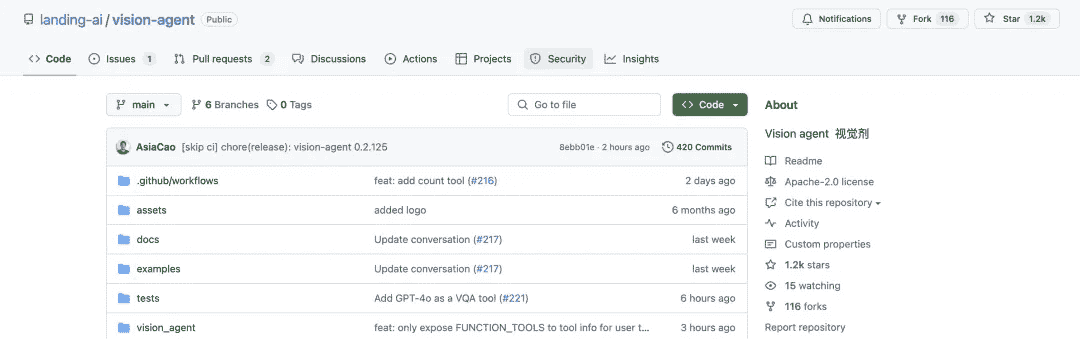 landing-ai / vision-agent Public Notifications Fork 116 Star 1.2k
Code Issues 1 Pull requests 2 Discussions Actions Projects Security Insights
main 6 Branches 0 Tags Go to file Code
AsiaCao [skip ci] chore(release): vision-agent 0.2.125 8ebb01e · 2 hours ago 420 Commits
.github/workflows feat: add count tool (#216) 2 days ago
assets added logo 6 months ago
docs Update conversation (#217) last week
examples Update conversation (#217) last week
tests Add GPT-4o as a VQA tool (#221) 6 hours ago
vision_agent feat: only expose FUNCTION_TOOLS to tool info for user t... 3 hours ago
About
Vision agent 视觉剂
Readme
Apache-2.0 license
Cite this repository
Activity
Custom properties
1.2k stars
15 watching
116 forks
Report repository